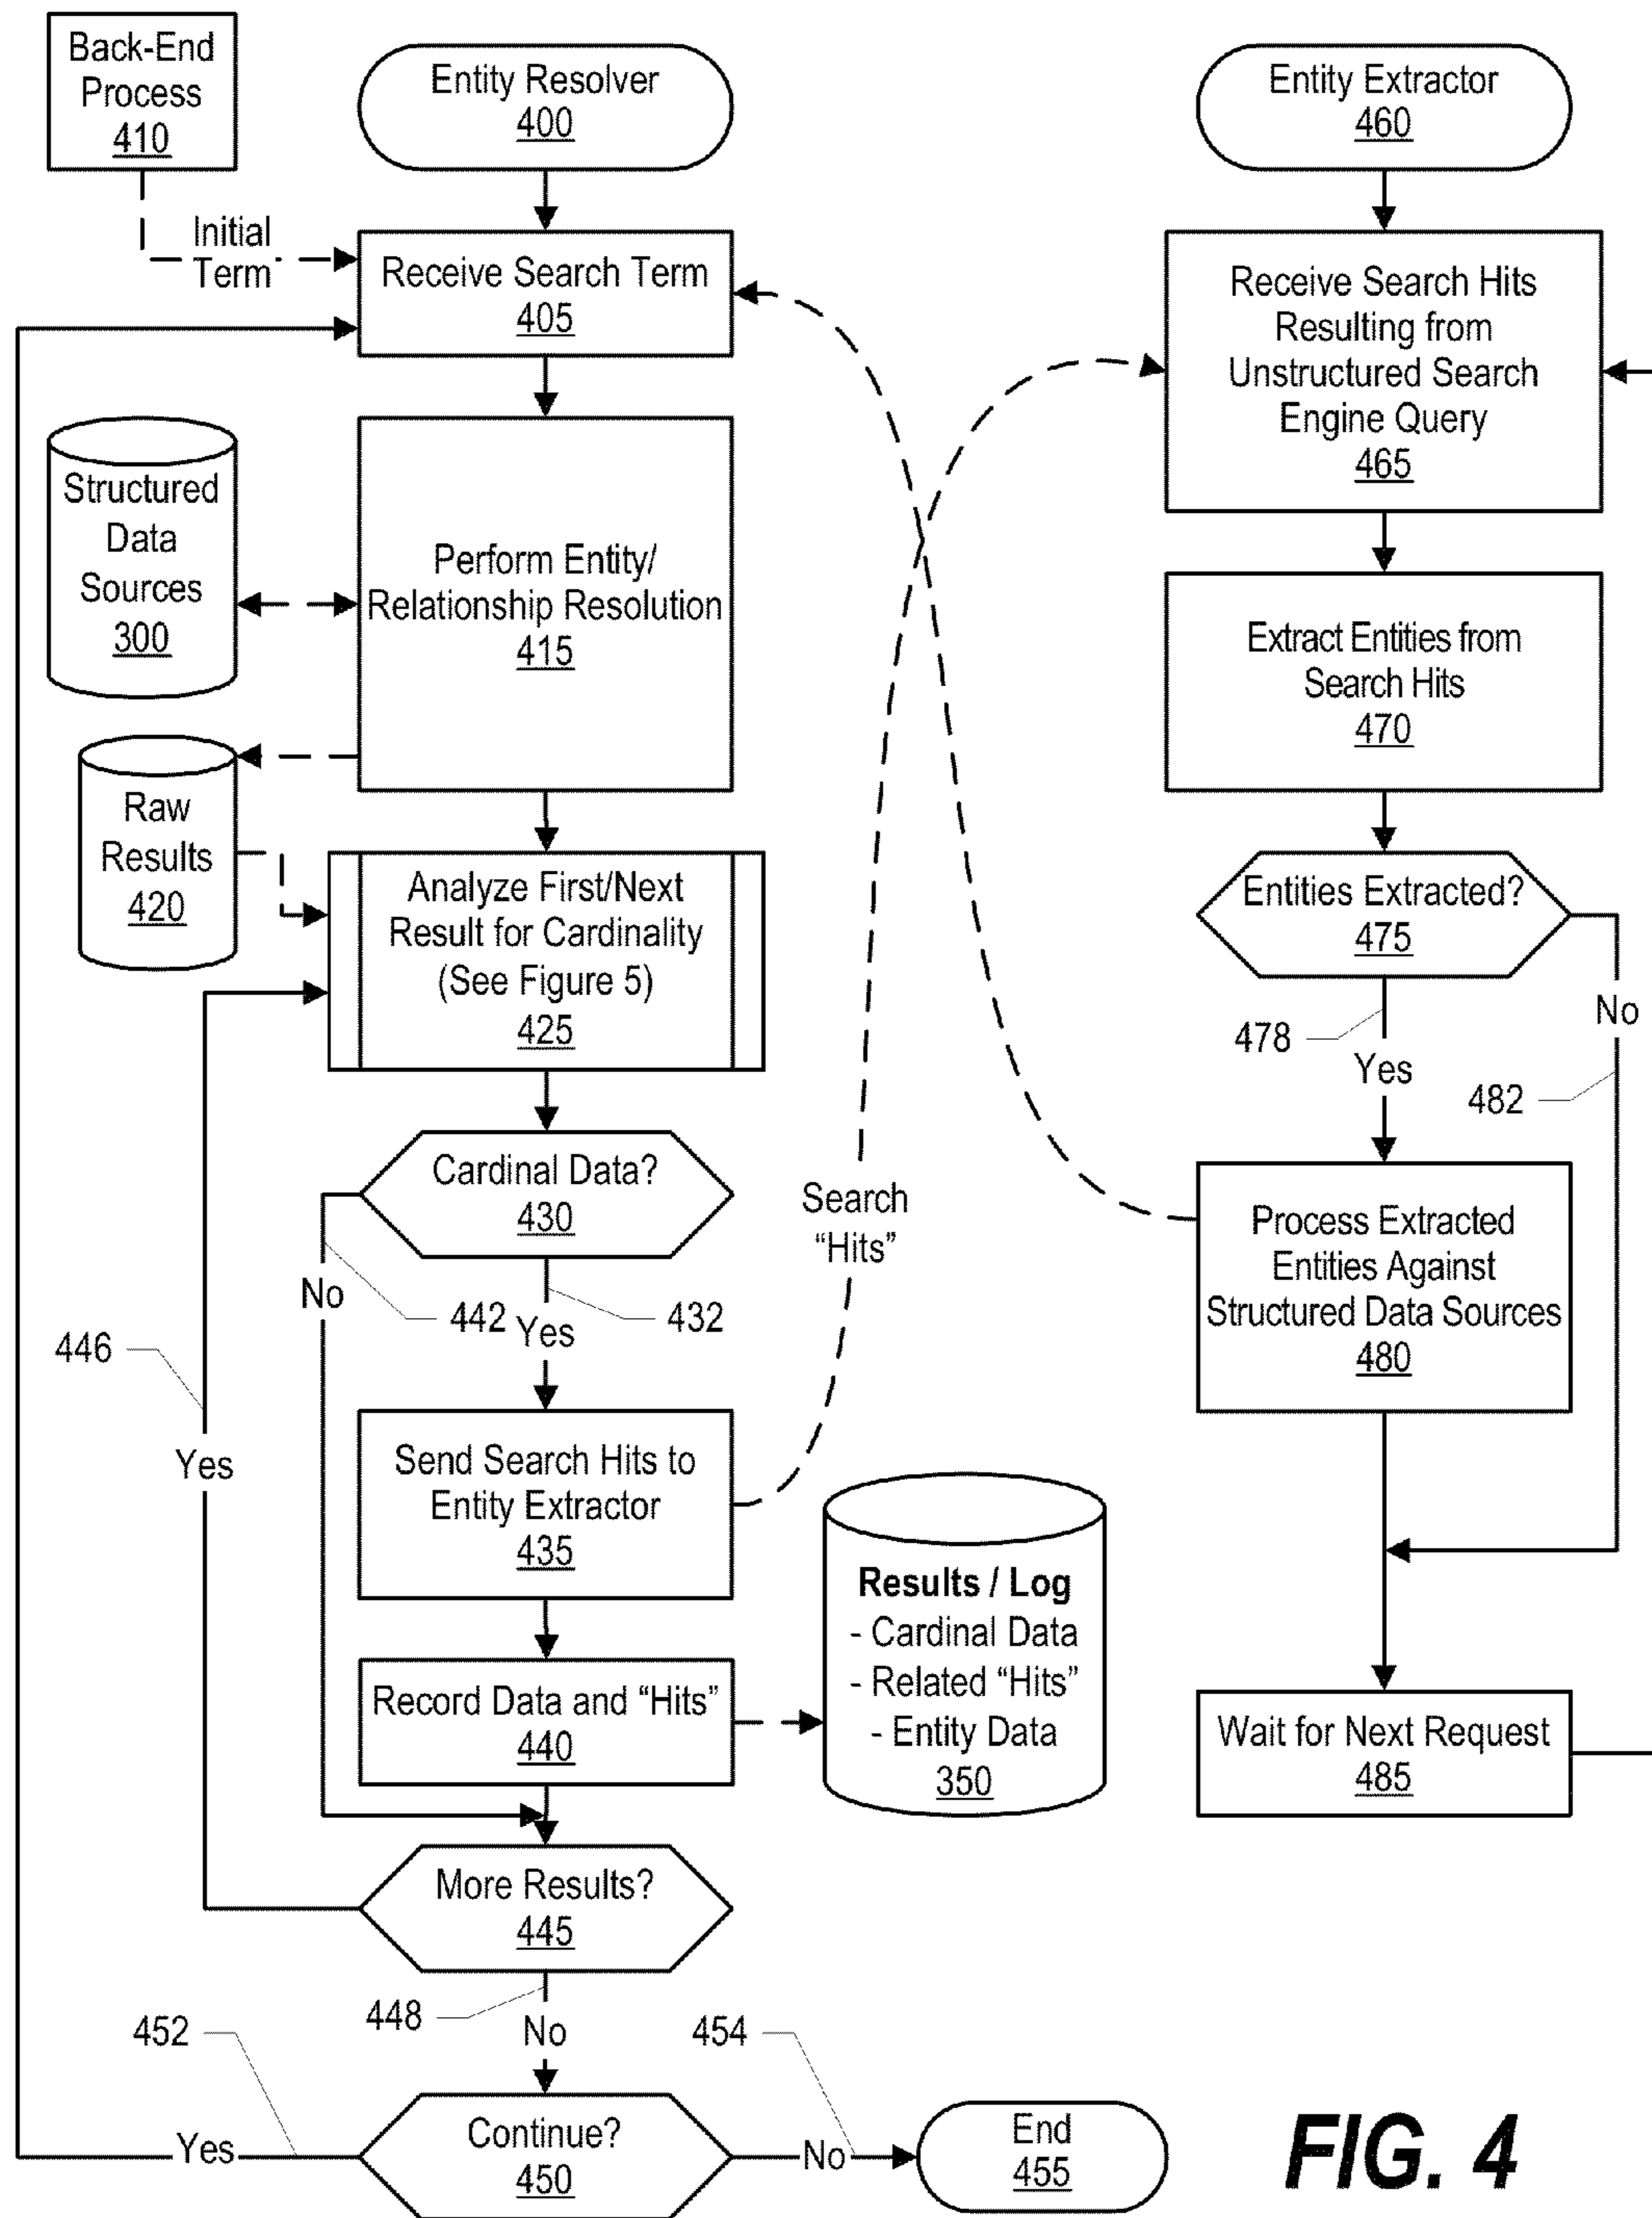 Back-End
Process
410
Entity Resolver
400
Entity Extractor
460
Initial
Term
Receive Search Term
405
Receive Search Hits
Resulting from
Unstructured Search
Engine Query
465
Structured
Data
Sources
300
Perform Entity/
Relationship Resolution
415
Extract Entities from
Search Hits
470
Raw
Results
420
Analyze First/Next
Result for Cardinality
(See Figure 5)
425
Entities Extracted?
475
478
Yes
No
482
Cardinal Data?
430
Search
“Hits”
Process Extracted
Entities Against
Structured Data Sources
480
No
442
Yes
432
446
Yes
Send Search Hits to
Entity Extractor
435
Results / Log
- Cardinal Data
- Related “Hits”
- Entity Data
350
Record Data and “Hits”
440
Wait for Next Request
485
More Results?
445
448
No
452
454
Yes
Continue?
450
No
End
455
FIG. 4